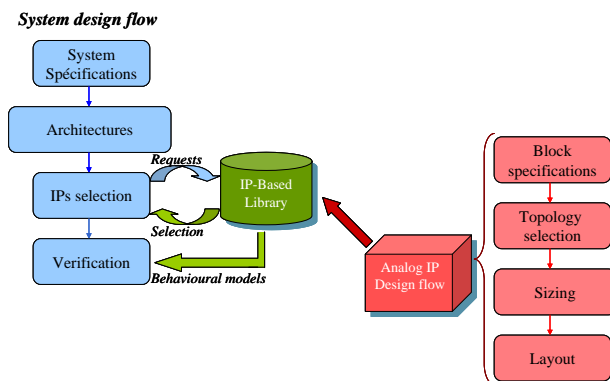 System design flow
System
Spécifications
Architectures
Requests
IPs selection
IP-Based
Library
Selection
Verification
Behavioural models
Analog IP
Design flow
Block
specifications
Topology
selection
Sizing
Layout